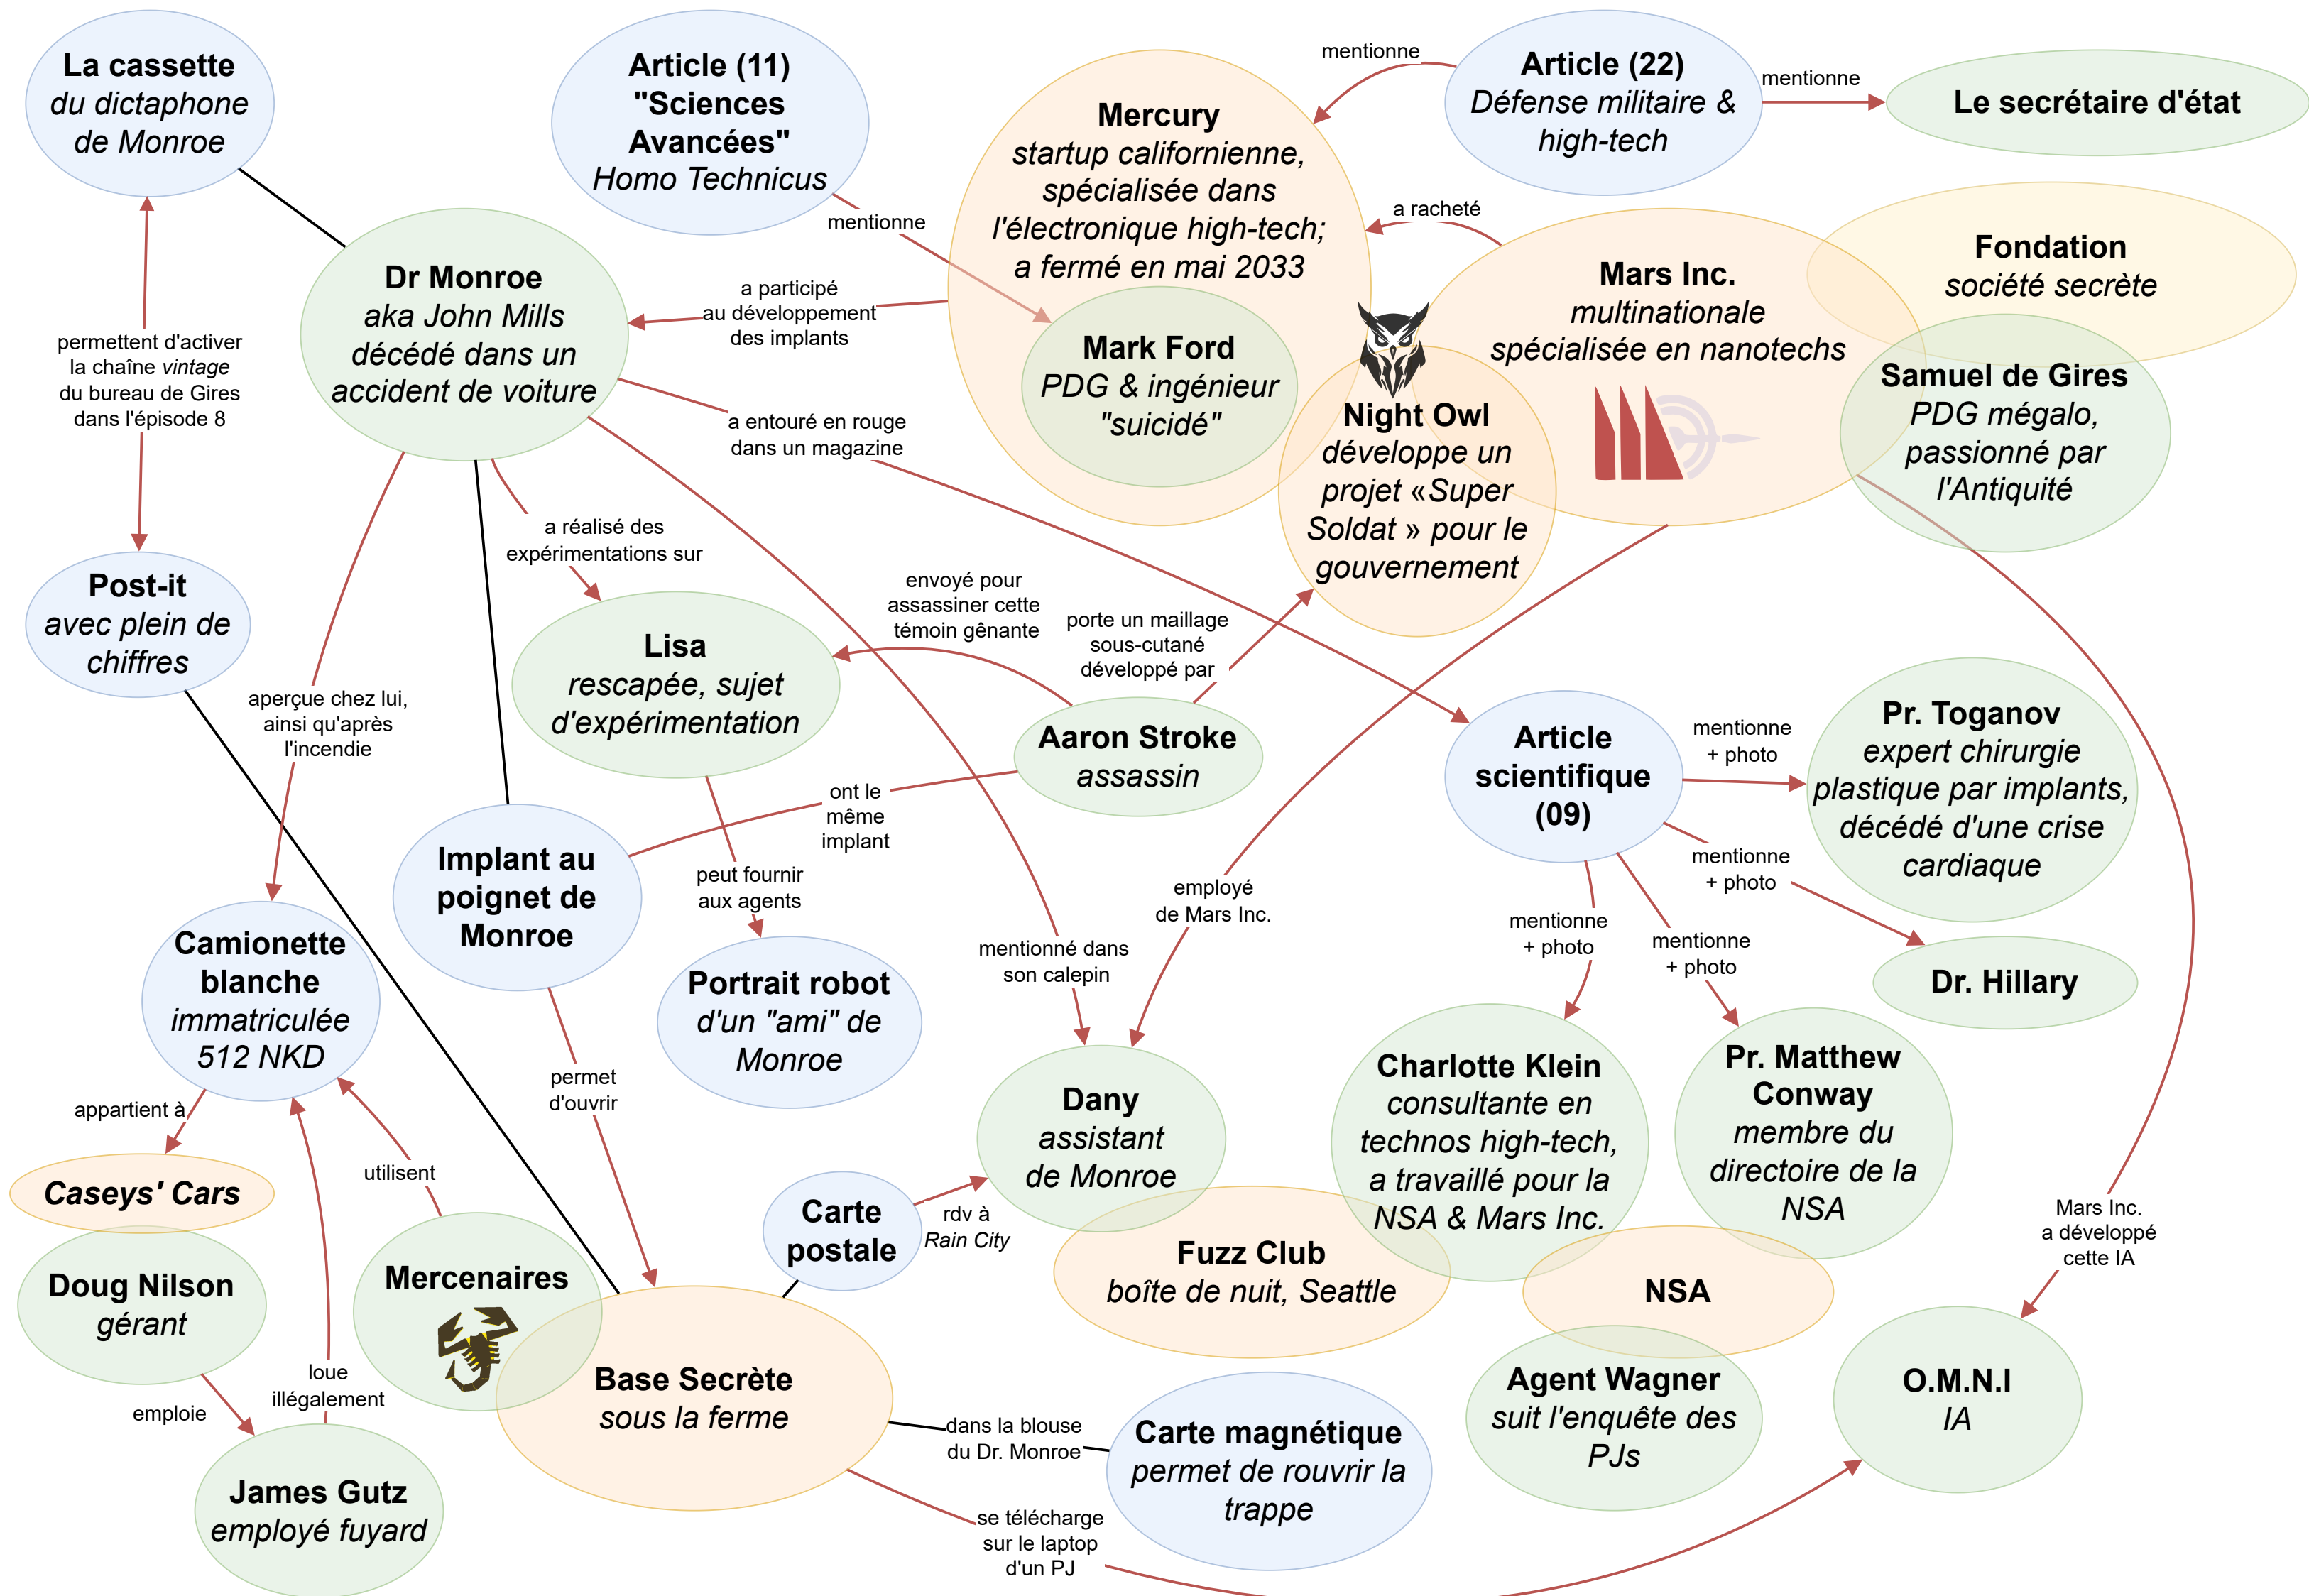 La cassette
du dictaphone
de Monroe
Article (11)
"Sciences
Avancées"
Homo Technicus
mentionne
Mercury
startup californienne,
spécialisée dans
l'électronique high-tech;
a fermé en mai 2033
mentionne
Article (22)
Défense militaire &
high-tech
mentionne
Le secrétaire d'état
a racheté
Mars Inc.
multinationale
spécialisée en nanotechs
Fondation
société secrète
Samuel de Gires
PDG mégalo,
passionné par
l'Antiquité
Dr Monroe
aka John Mills
décédé dans un
accident de voiture
a participé
au développement
des implants
Mark Ford
PDG & ingénieur
"suicidé"
Night Owl
développe un
projet «Super
Soldat » pour le
gouvernement
permettent d'activer
la chaîne vintage
du bureau de Gires
dans l'épisode 8
a entouré en rouge
dans un magazine
a réalisé des
expérimentations sur
Post-it
avec plein de
chiffres
envoyé pour
assassiner cette
témoin gênante
porte un maillage
sous-cutané
développé par
Lisa
rescapée, sujet
d'expérimentation
aperçue chez lui,
ainsi qu'après
l'incendie
Aaron Stroke
assassin
Article
scientifique
(09)
mentionne
+ photo
Pr. Toganov
expert chirurgie
plastique par implants,
décédé d'une crise
cardiaque
ont le
même
implant
Implant au
poignet de
Monroe
peut fournir
aux agents
employé
de Mars Inc.
mentionne
+ photo
mentionne
+ photo
mentionne
+ photo
Dr. Hillary
mentionné dans
son calepin
Camionette
blanche
immatriculée
512 NKD
Portrait robot
d'un "ami" de
Monroe
permet
d'ouvrir
Dany
assistant
de Monroe
Charlotte Klein
consultante en
technos high-tech,
a travaillé pour la
NSA & Mars Inc.
Pr. Matthew
Conway
membre du
directoire de la
NSA
appartient à
utilisent
Caseys' Cars
Carte
postale
rdv à
Rain City
Mars Inc.
a développé
cette IA
Doug Nilson
gérant
Mercenaires
Fuzz Club
boîte de nuit, Seattle
NSA
loue
illégalement
emploie
Base Secrète
sous la ferme
dans la blouse
du Dr. Monroe
Carte magnétique
permet de rouvrir la
trappe
Agent Wagner
suit l'enquête des
PJs
O.M.N.I
IA
James Gutz
employé fuyard
se télécharge
sur le laptop
d'un PJ